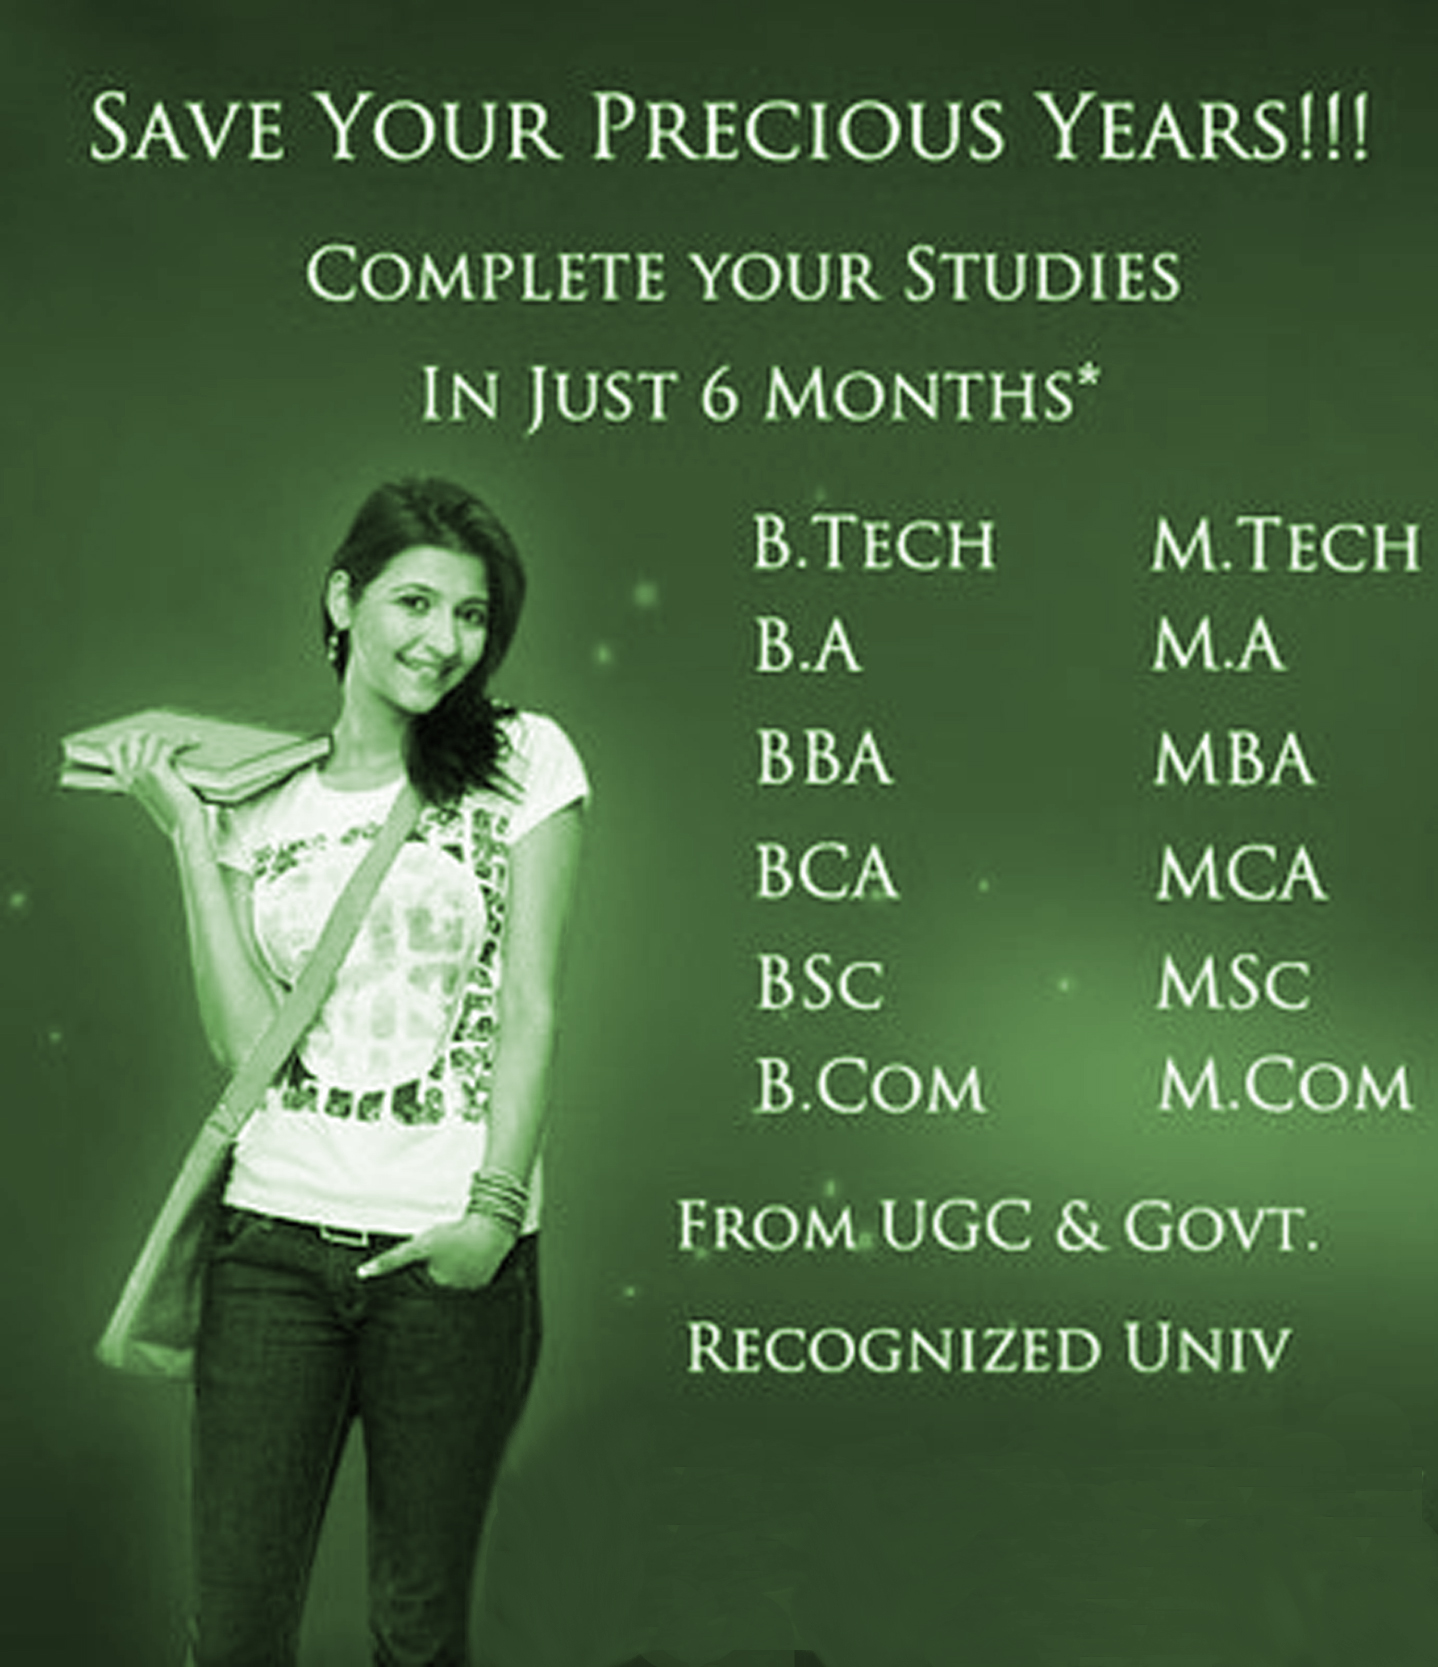 Save Your Precious Years!!!
Complete your Studies
In Just 6 Months*
B.Tech M.Tech
B.A M.A
BBA MBA
BCA MCA
BSc MSc
B.Com M.Com
From UGC & Govt.
Recognized Univ